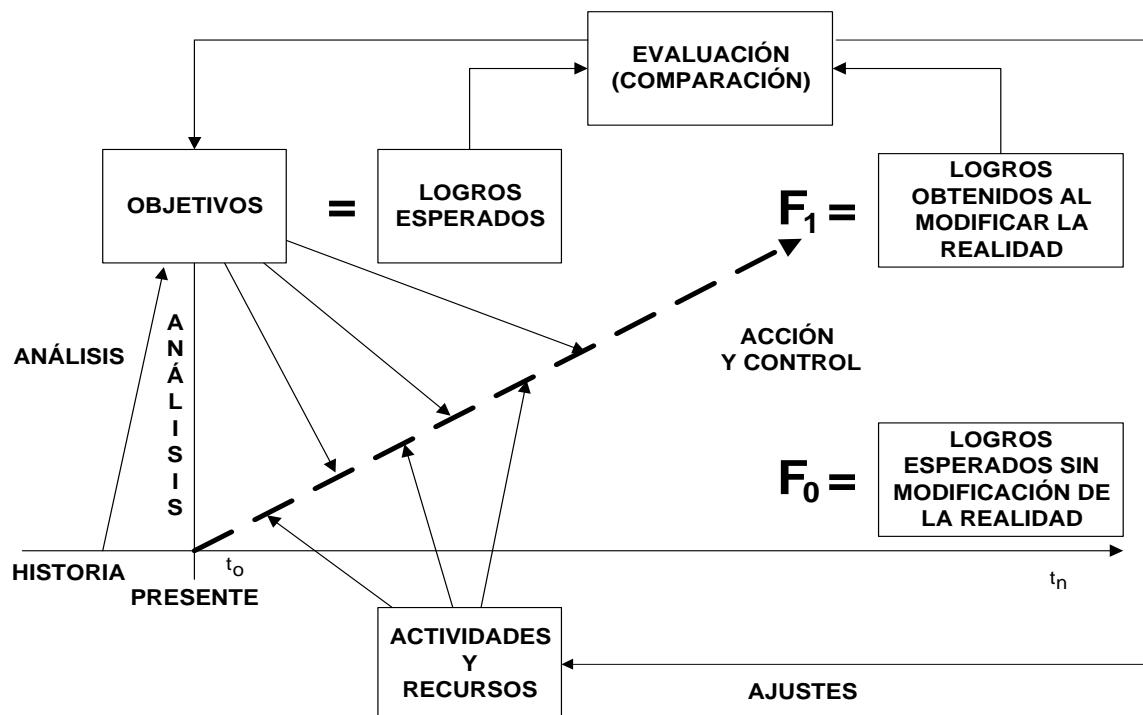 EVALUACIÓN
(COMPARACIÓN)
OBJETIVOS
=
LOGROS
ESPERADOS
F1 =
LOGROS
OBTENIDOS AL
MODIFICAR LA
REALIDAD
ANÁLISIS
ANÁLISIS
ACCIÓN
Y CONTROL
F0 =
LOGROS
ESPERADOS SIN
MODIFICACIÓN DE
LA REALIDAD
HISTORIA
to
tn
PRESENTE
ACTIVIDADES
Y
RECURSOS
AJUSTES